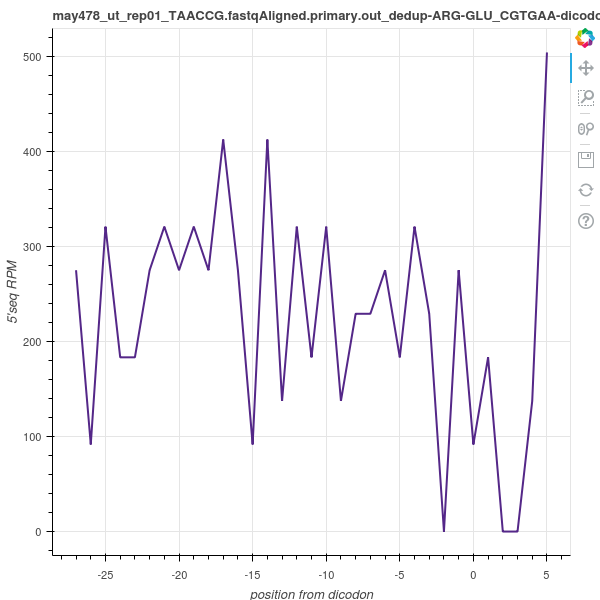 may478_ut_rep01_TAACCG.fastqAligned.primary.out_dedup-ARG-GLU_CGTGAA-dicodo
500
400
300
200
100
0
5'seq RPM
-25 -20 -15 -10 -5 0 5
position from dicodon